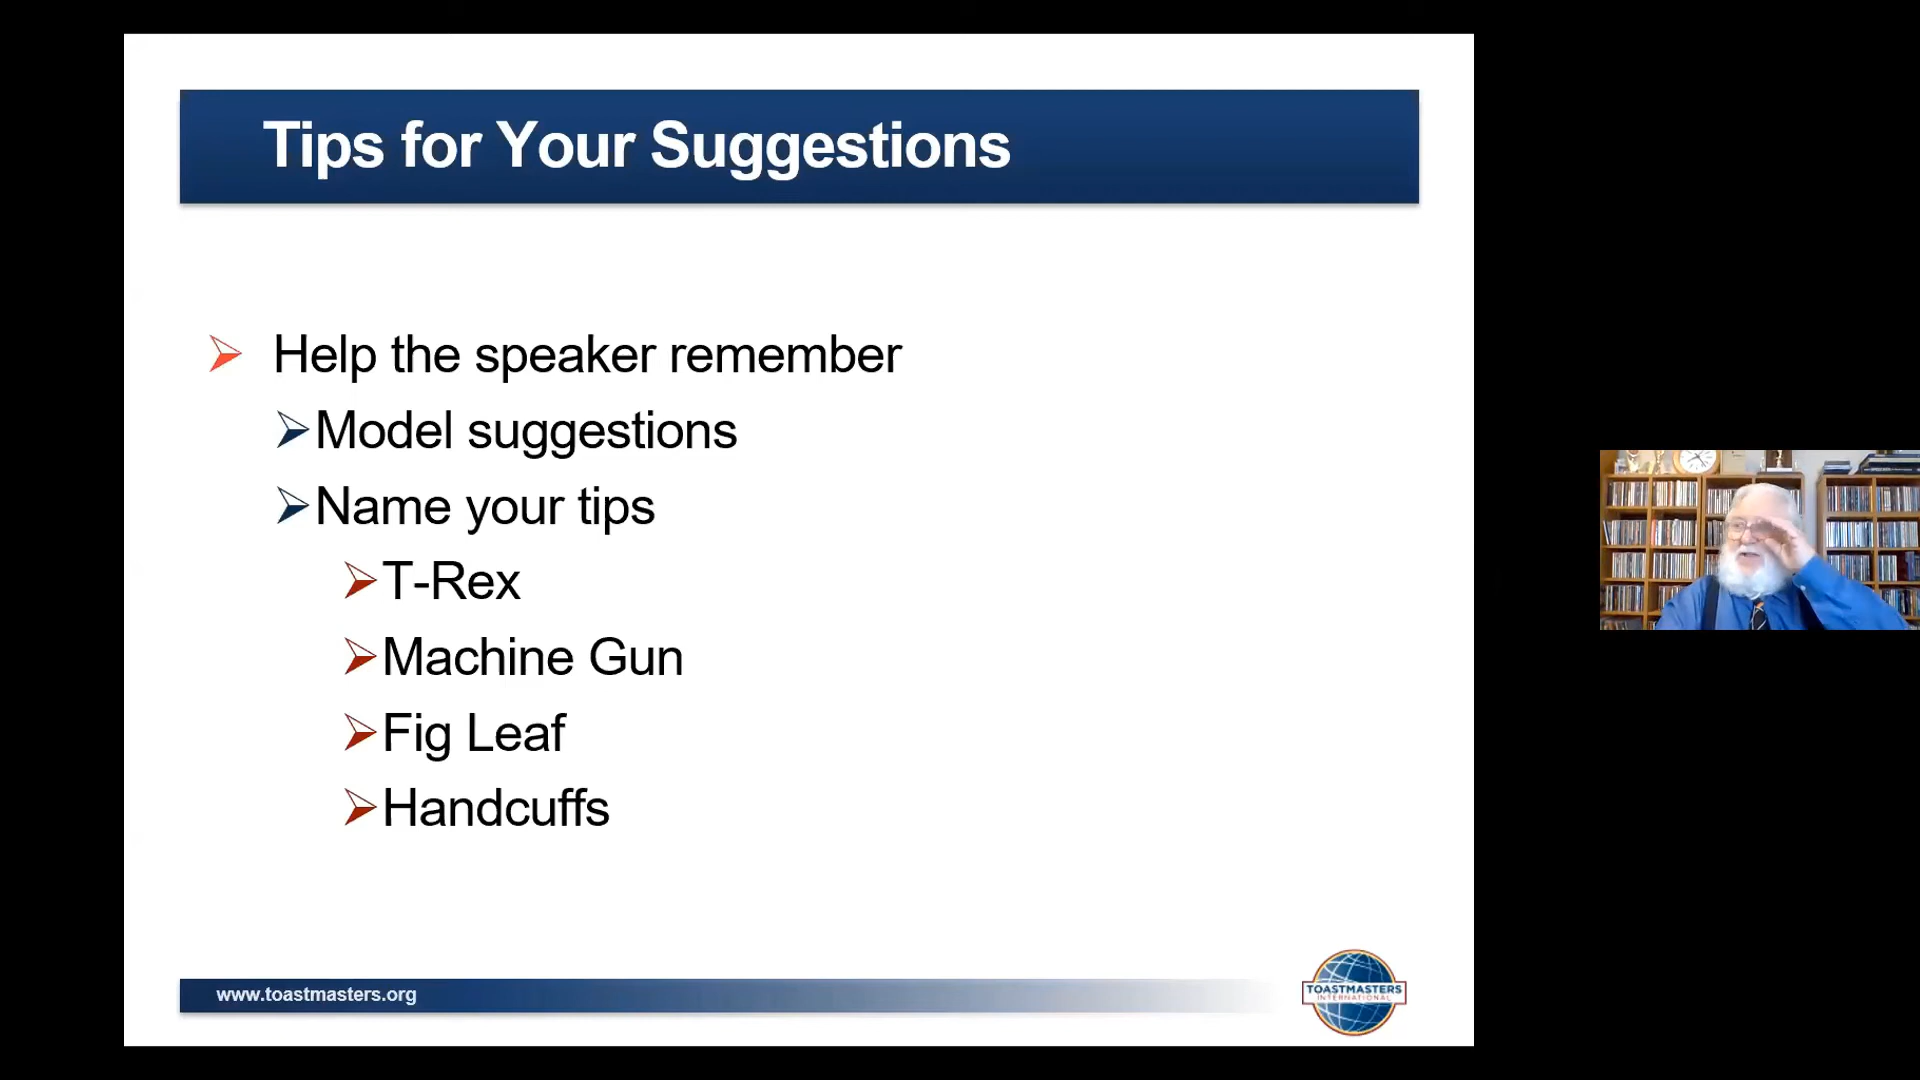 Tips for Your Suggestions
Help the speaker remember
Model suggestions
Name your tips
T-Rex
Machine Gun
Fig Leaf
Handcuffs
www.toastmasters.org
TOASTMASTERS
INTERNATIONAL